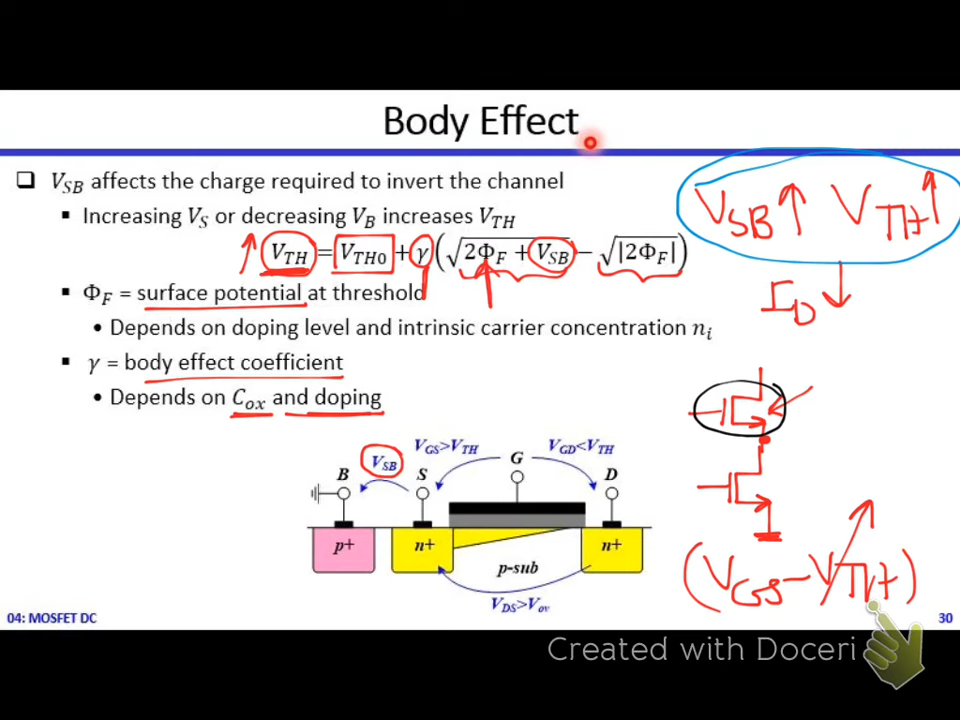 Body Effect
❑ V_SB affects the charge required to invert the channel
▪ Increasing V_S or decreasing V_B increases V_TH
V_TH = V_TH0 + γ(√(2Φ_F + V_SB) − √|2Φ_F|)
▪ Φ_F = surface potential at threshold
• Depends on doping level and intrinsic carrier concentration n_i
▪ γ = body effect coefficient
• Depends on C_ox and doping
V_SB ↑ V_TH ↑
I_D ↓
V_SB
V_GS>V_TH
V_GD<V_TH
B
S
G
D
p+
n+
n+
p-sub
V_DS>V_ov
(V_GS − V_TH)
04: MOSFET DC
30
Created with Doceri